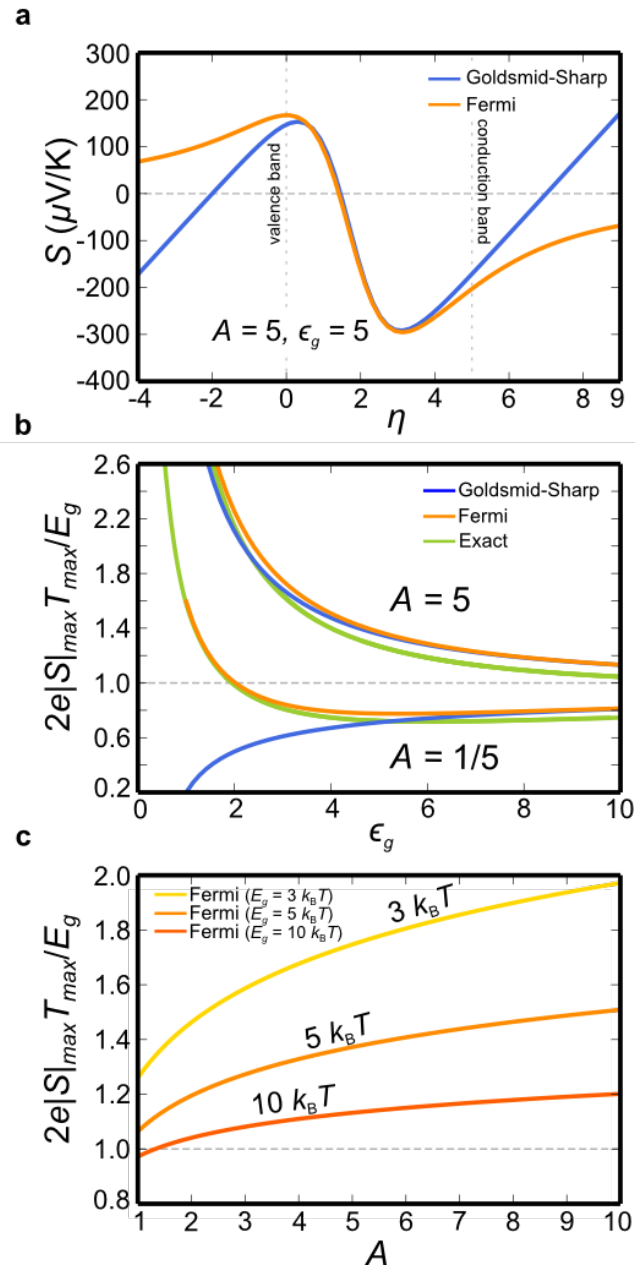 a
S (μV/K)
300
200
100
0
-100
-200
-300
-400
Goldsmid-Sharp
Fermi
valence band
conduction band
A = 5, ϵg = 5
-4 -2 0 2 4 6 8 9
η
b
2e|S|maxTmax/Eg
2.6
2.2
1.8
1.4
1.0
0.6
0.2
Goldsmid-Sharp
Fermi
Exact
A = 5
A = 1/5
0 2 4 6 8 10
ϵg
c
2e|S|maxTmax/Eg
2.0
1.8
1.6
1.4
1.2
1.0
0.8
Fermi (Eg = 3 kBT)
Fermi (Eg = 5 kBT)
Fermi (Eg = 10 kBT)
3 kBT
5 kBT
10 kBT
1 2 3 4 5 6 7 8 9 10
A